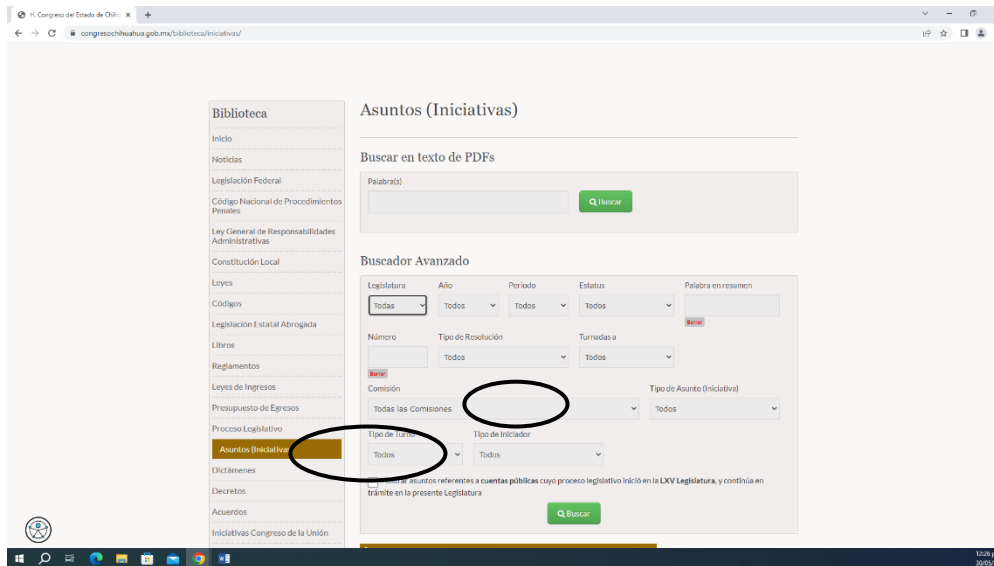 H. Congreso del Estado de Chihu
congresochihuahua.gob.mx/biblioteca/iniciativas/
Biblioteca
Inicio
Noticias
Legislación Federal
Código Nacional de Procedimientos
Penales
Ley General de Responsabilidades
Administrativas
Constitución Local
Leyes
Códigos
Legislación Estatal Abrogada
Libros
Reglamentos
Leyes de Ingresos
Presupuesto de Egresos
Proceso Legislativo
Asuntos (Iniciativas
Dictámenes
Decretos
Acuerdos
Iniciativas Congreso de la Unión
Asuntos (Iniciativas)
Buscar en texto de PDFs
Palabra(s)
Buscar
Buscador Avanzado
Legislatura Año Periodo Estatus Palabra en resumen
Todas Todos Todos Todos
Borrar
Número Tipo de Resolución Turnadas a
Todos Todos
Borrar
Comisión Tipo de Asunto (Iniciativa)
Todas las Comisiones Todos
Tipo de Turno Tipo de Iniciador
Todos Todos
asuntos referentes a cuentas públicas cuyo proceso legislativo inició en la LXV Legislatura, y continúa en
trámite en la presente Legislatura
Buscar
12:26 p
30/05/